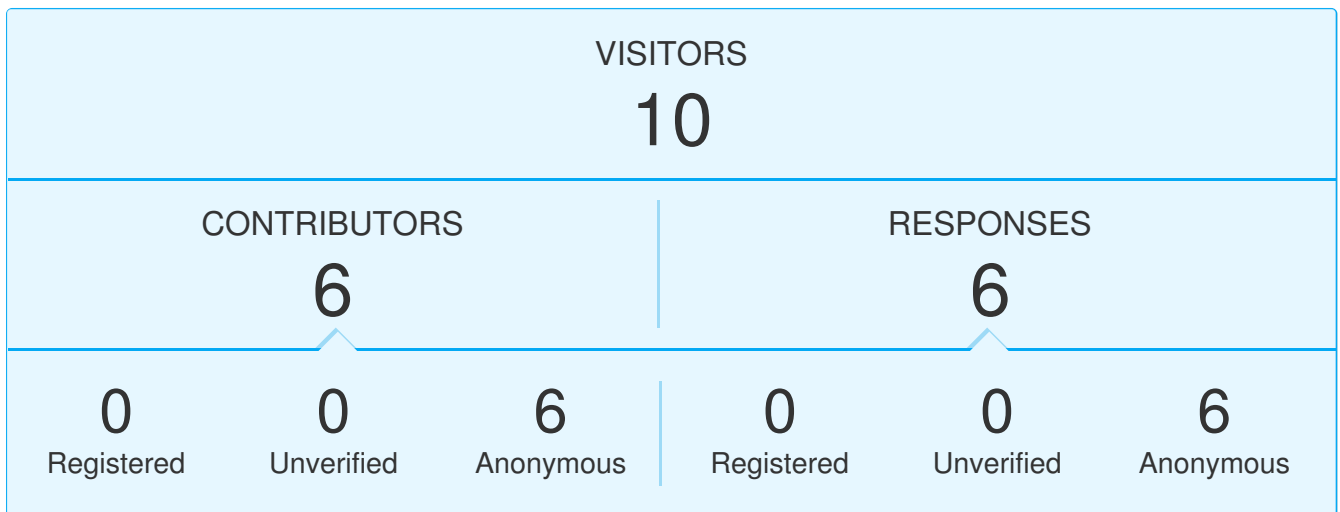 VISITORS
10
CONTRIBUTORS
6
RESPONSES
6
0 0 6 0 0 6
Registered Unverified Anonymous Registered Unverified Anonymous